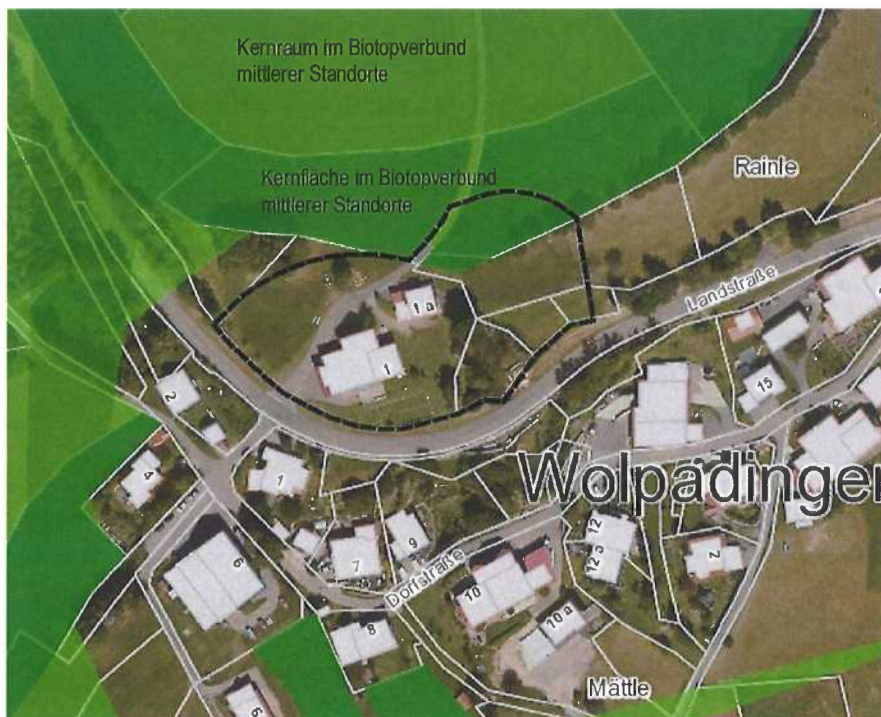 Kernraum im Biotopverbund
mittlerer Standorte
Kernfläche im Biotopverbund
mittlerer Standorte
Rainle
Landstraße
1 a
1
2
15
4
1
Wolpadingen
9
12
12 a
7
2
6
Dorfstraße
10
8
10 a
Mättle
6